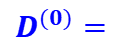 D⁽⁰⁾ =